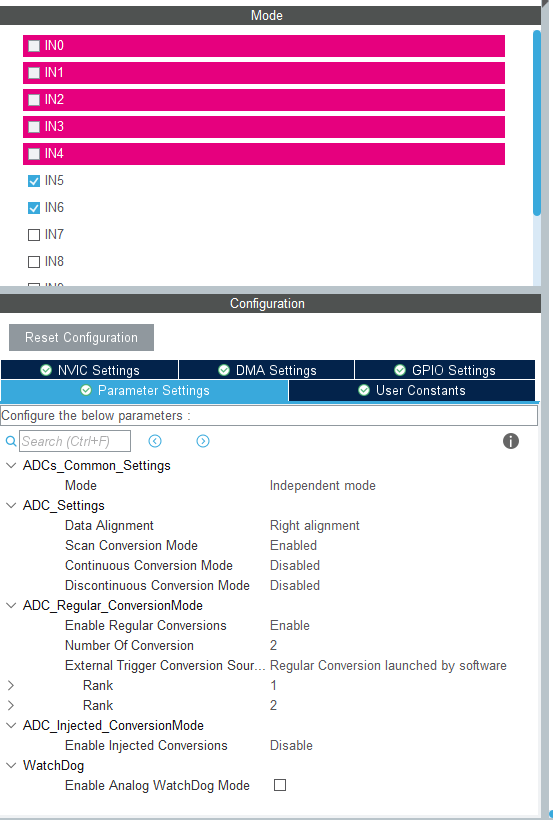 Mode
IN0
IN1
IN2
IN3
IN4
IN5
IN6
IN7
IN8
Configuration
Reset Configuration
NVIC Settings DMA Settings GPIO Settings
Parameter Settings User Constants
Configure the below parameters :
Search (Ctrl+F)
ADCs_Common_Settings
Mode Independent mode
ADC_Settings
Data Alignment Right alignment
Scan Conversion Mode Enabled
Continuous Conversion Mode Disabled
Discontinuous Conversion Mode Disabled
ADC_Regular_ConversionMode
Enable Regular Conversions Enable
Number Of Conversion 2
External Trigger Conversion Sour... Regular Conversion launched by software
Rank 1
Rank 2
ADC_Injected_ConversionMode
Enable Injected Conversions Disable
WatchDog
Enable Analog WatchDog Mode